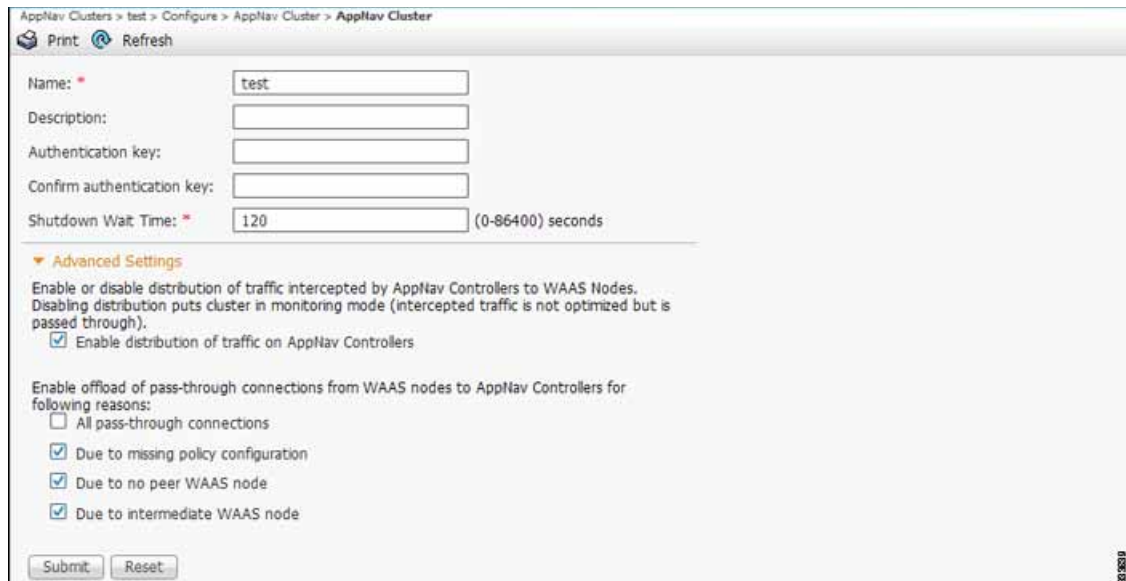 AppNav Clusters > test > Configure > AppNav Cluster > AppNav Cluster
Print Refresh
Name: * test
Description:
Authentication key:
Confirm authentication key:
Shutdown Wait Time: * 120 (0-86400) seconds
Advanced Settings
Enable or disable distribution of traffic intercepted by AppNav Controllers to WAAS Nodes.
Disabling distribution puts cluster in monitoring mode (intercepted traffic is not optimized but is
passed through).
Enable distribution of traffic on AppNav Controllers
Enable offload of pass-through connections from WAAS nodes to AppNav Controllers for
following reasons:
All pass-through connections
Due to missing policy configuration
Due to no peer WAAS node
Due to intermediate WAAS node
Submit Reset